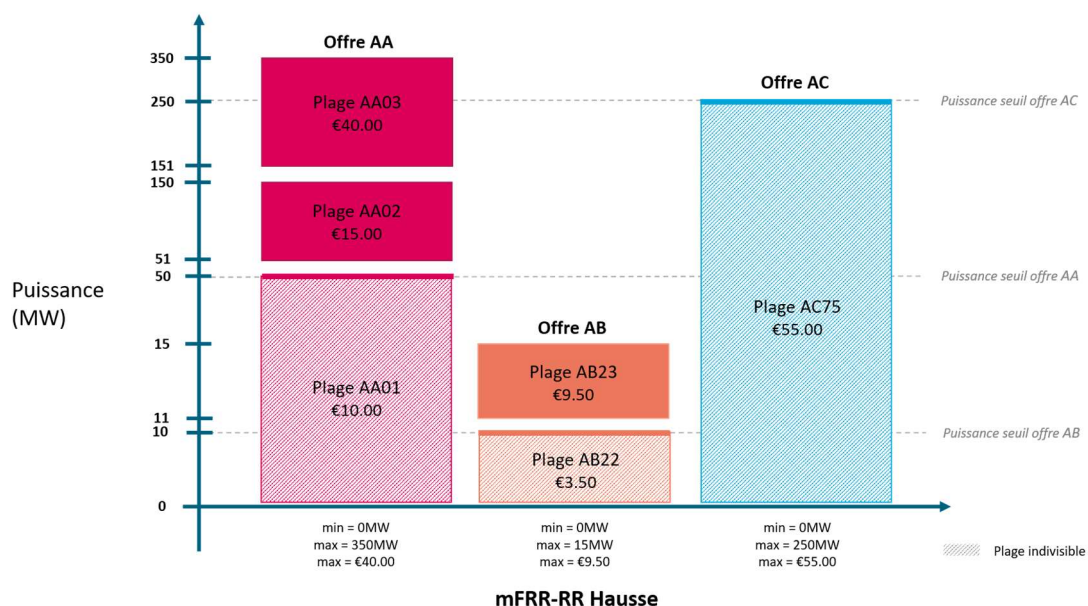 Offre AA
350
Plage AA03
€40.00
Offre AC
250
Puissance seuil offre AC
151
150
Plage AA02
€15.00
51
50
Puissance seuil offre AA
Puissance
(MW)
Plage AC75
€55.00
Offre AB
15
Plage AB23
€9.50
Plage AA01
€10.00
11
10
Puissance seuil offre AB
Plage AB22
€3.50
0
min = 0MW
max = 350MW
max = €40.00
min = 0MW
max = 15MW
max = €9.50
min = 0MW
max = 250MW
max = €55.00
Plage indivisible
mFRR-RR Hausse